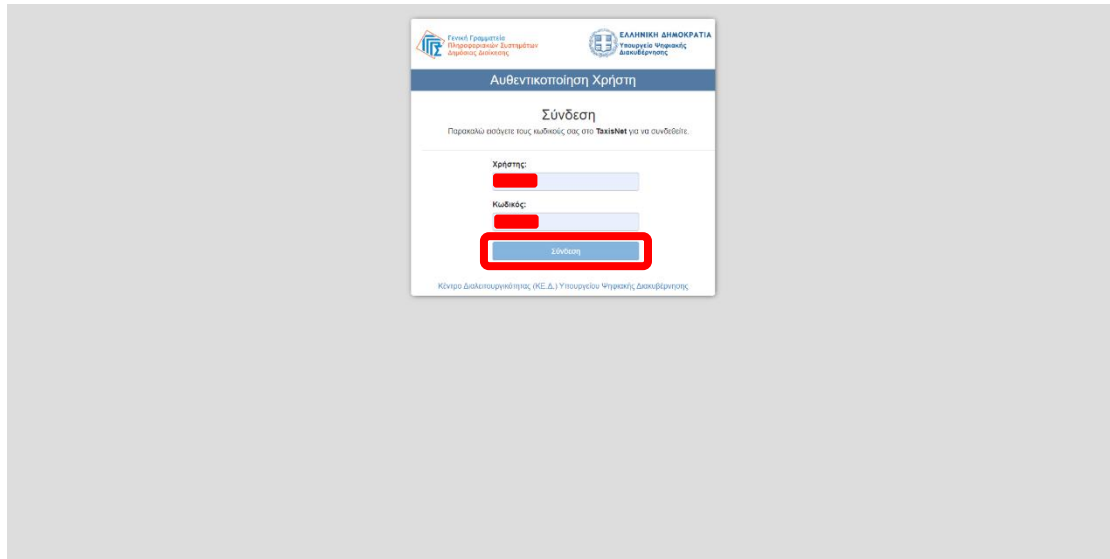 Γενική Γραμματεία
Πληροφοριακών Συστημάτων
Δημόσιας Διοίκησης
ΕΛΛΗΝΙΚΗ ΔΗΜΟΚΡΑΤΙΑ
Υπουργείο Ψηφιακής
Διακυβέρνησης
Αυθεντικοποίηση Χρήστη
Σύνδεση
Παρακαλώ εισάγετε τους κωδικούς σας στο TaxisNet για να συνδεθείτε.
Χρήστης:
Κωδικός:
Σύνδεση
Κέντρο Διαλειτουργικότητας (ΚΕ.Δ.) Υπουργείου Ψηφιακής Διακυβέρνησης